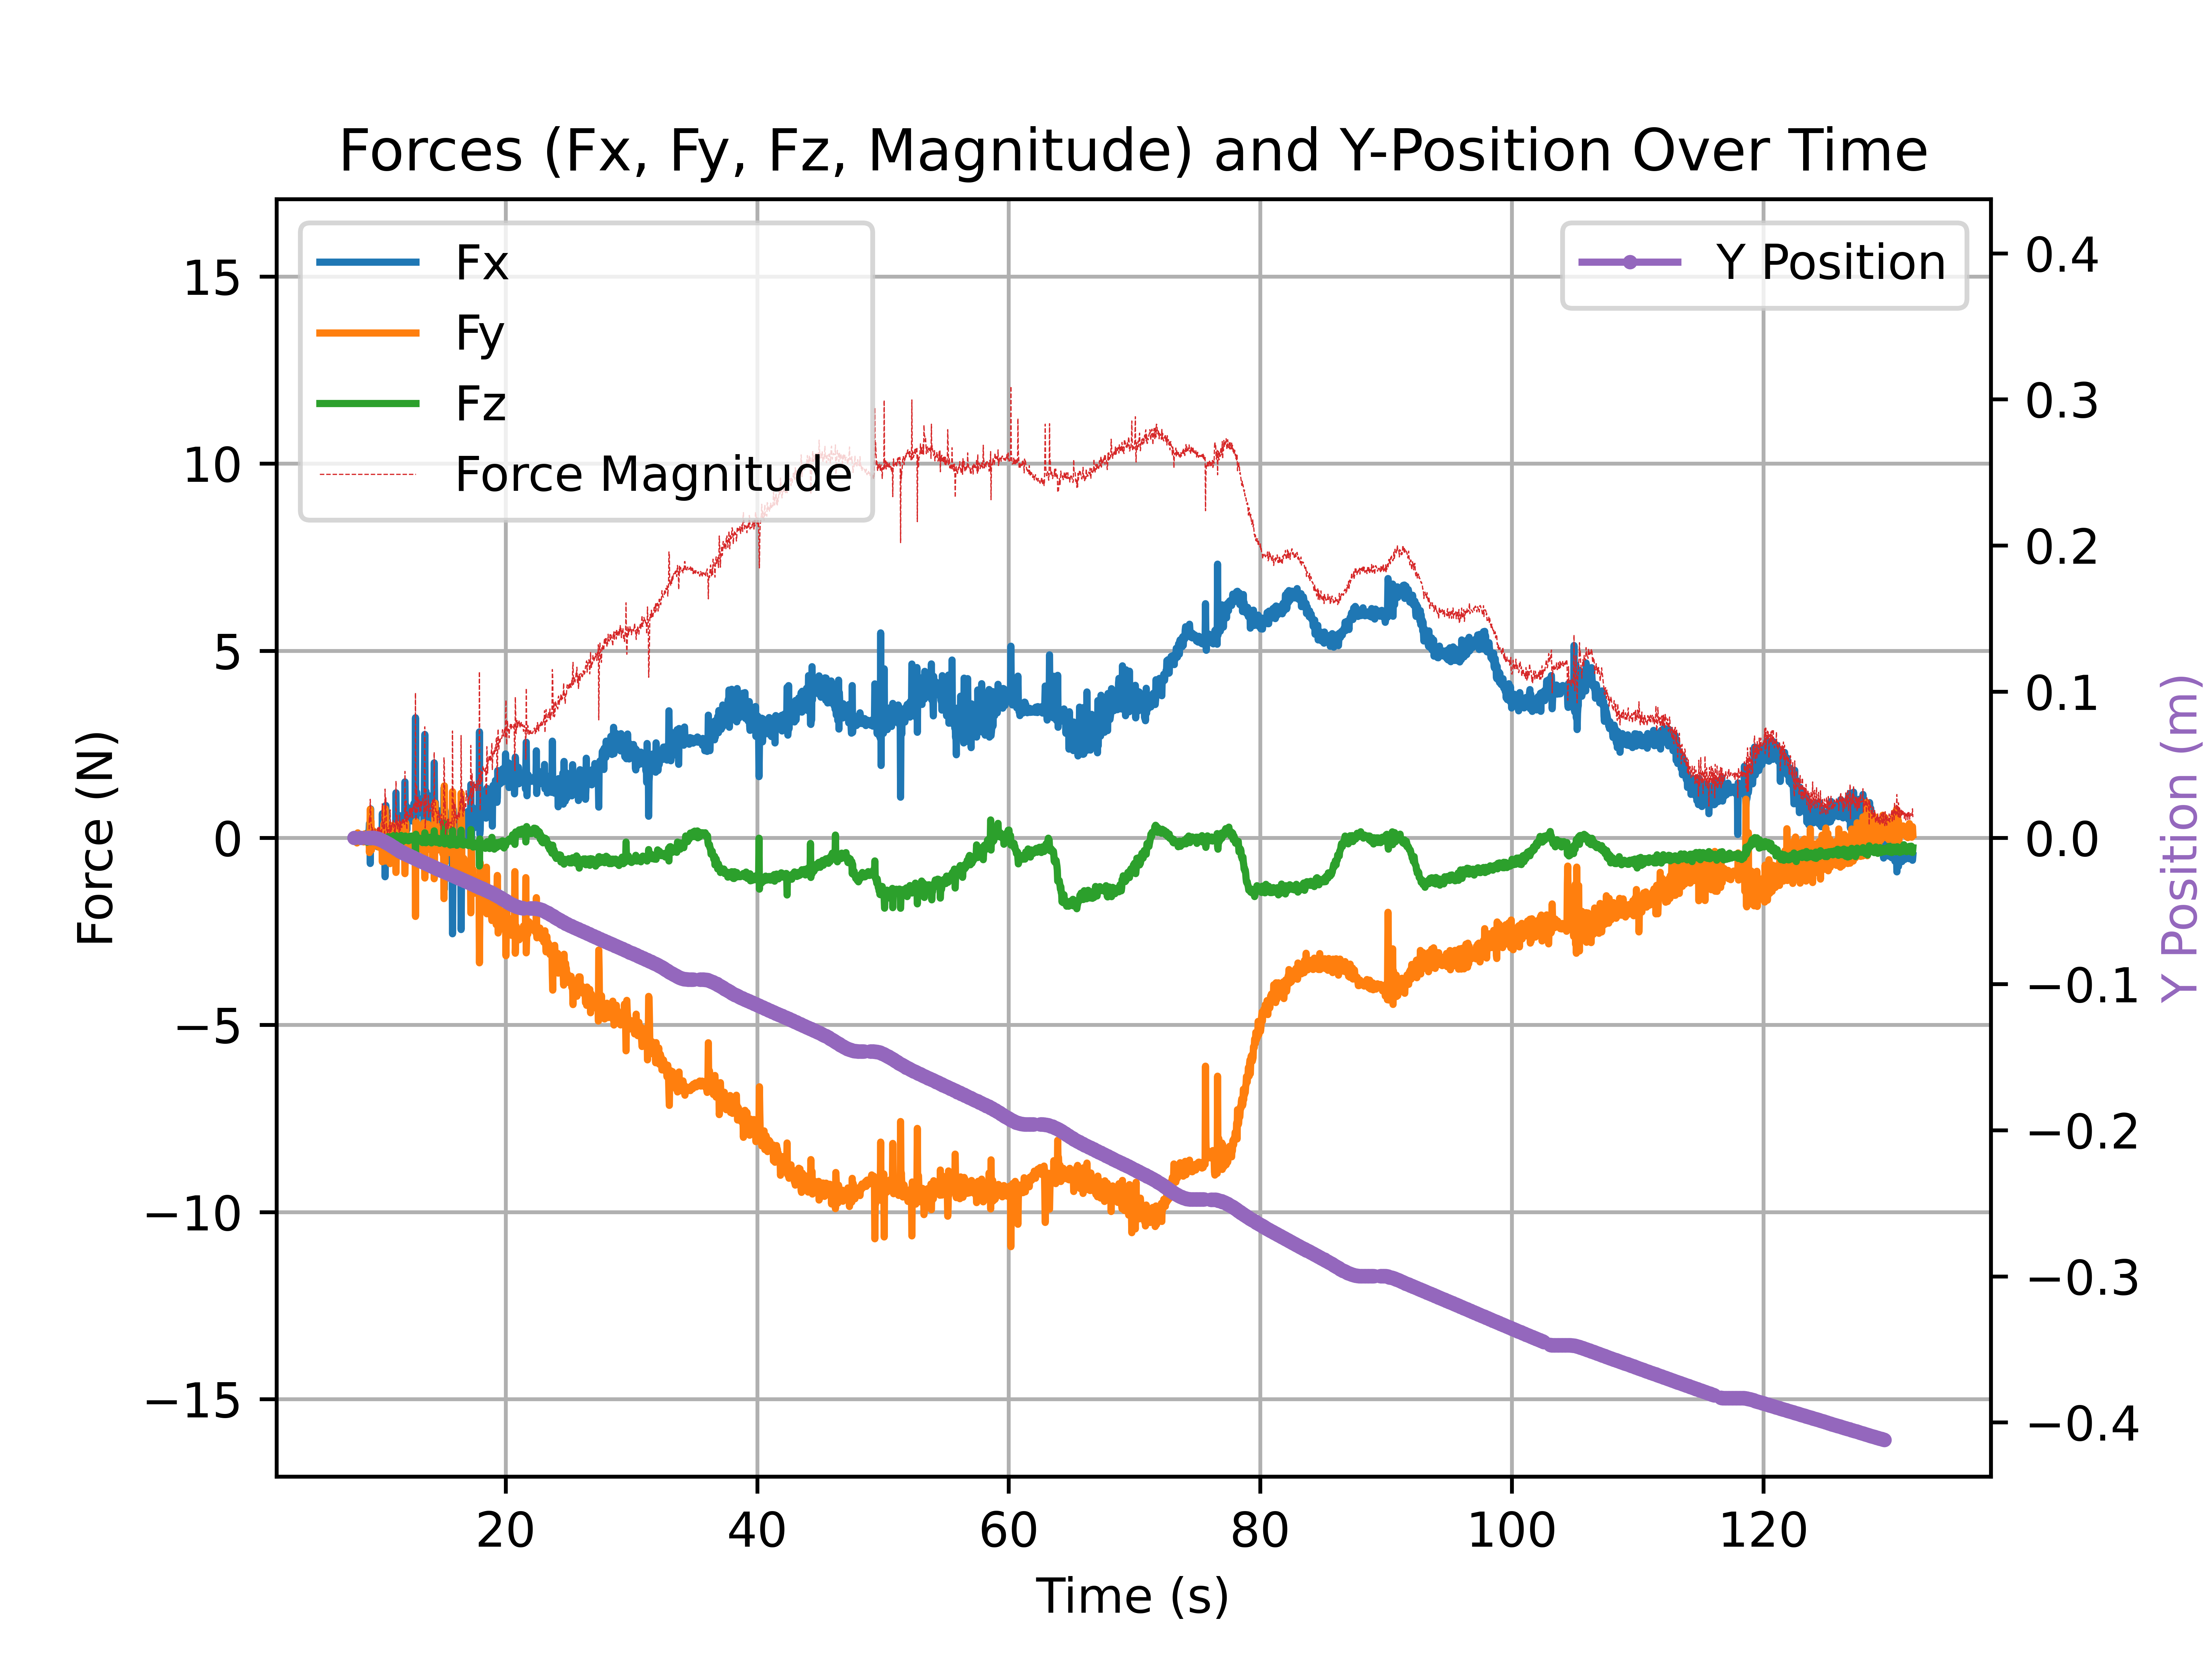 Forces (Fx, Fy, Fz, Magnitude) and Y-Position Over Time
Fx
Fy
Fz
Force Magnitude
Y Position
15
10
5
0
−5
−10
−15
Force (N)
0.4
0.3
0.2
0.1
0.0
−0.1
−0.2
−0.3
−0.4
Y Position (m)
20 40 60 80 100 120
Time (s)